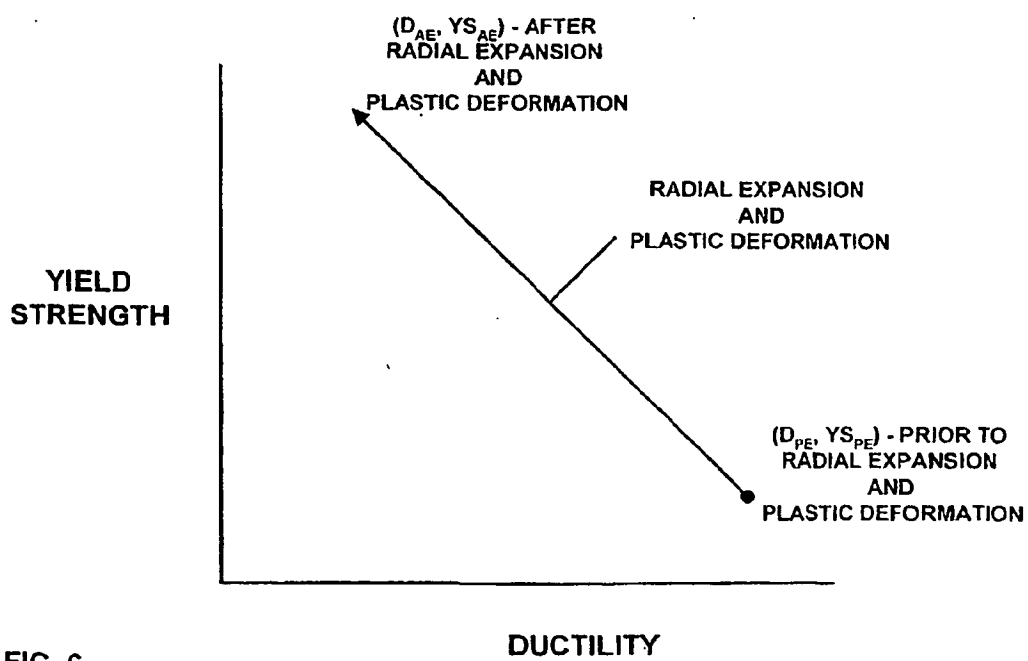 (D_AE, YS_AE) - AFTER
RADIAL EXPANSION
AND
PLASTIC DEFORMATION
RADIAL EXPANSION
AND
PLASTIC DEFORMATION
YIELD
STRENGTH
(D_PE, YS_PE) - PRIOR TO
RADIAL EXPANSION
AND
PLASTIC DEFORMATION
DUCTILITY
FIG. 6